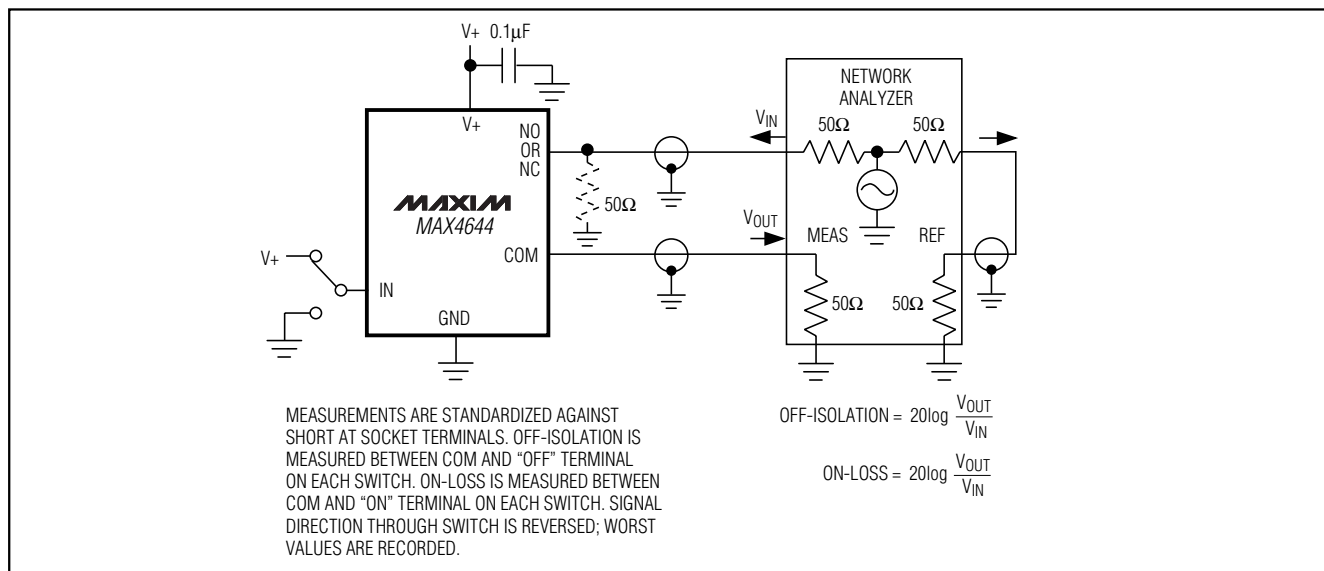 V+ 0.1µF
NETWORK
ANALYZER
V+
NO
OR
NC
VIN
50Ω
50Ω
MAXIM
MAX4644
50Ω
VOUT
MEAS
REF
V+
COM
IN
50Ω
50Ω
GND
MEASUREMENTS ARE STANDARDIZED AGAINST
SHORT AT SOCKET TERMINALS. OFF-ISOLATION IS
MEASURED BETWEEN COM AND “OFF” TERMINAL
ON EACH SWITCH. ON-LOSS IS MEASURED BETWEEN
COM AND “ON” TERMINAL ON EACH SWITCH. SIGNAL
DIRECTION THROUGH SWITCH IS REVERSED; WORST
VALUES ARE RECORDED.
OFF-ISOLATION = 20log VOUT
VIN
ON-LOSS = 20log VOUT
VIN